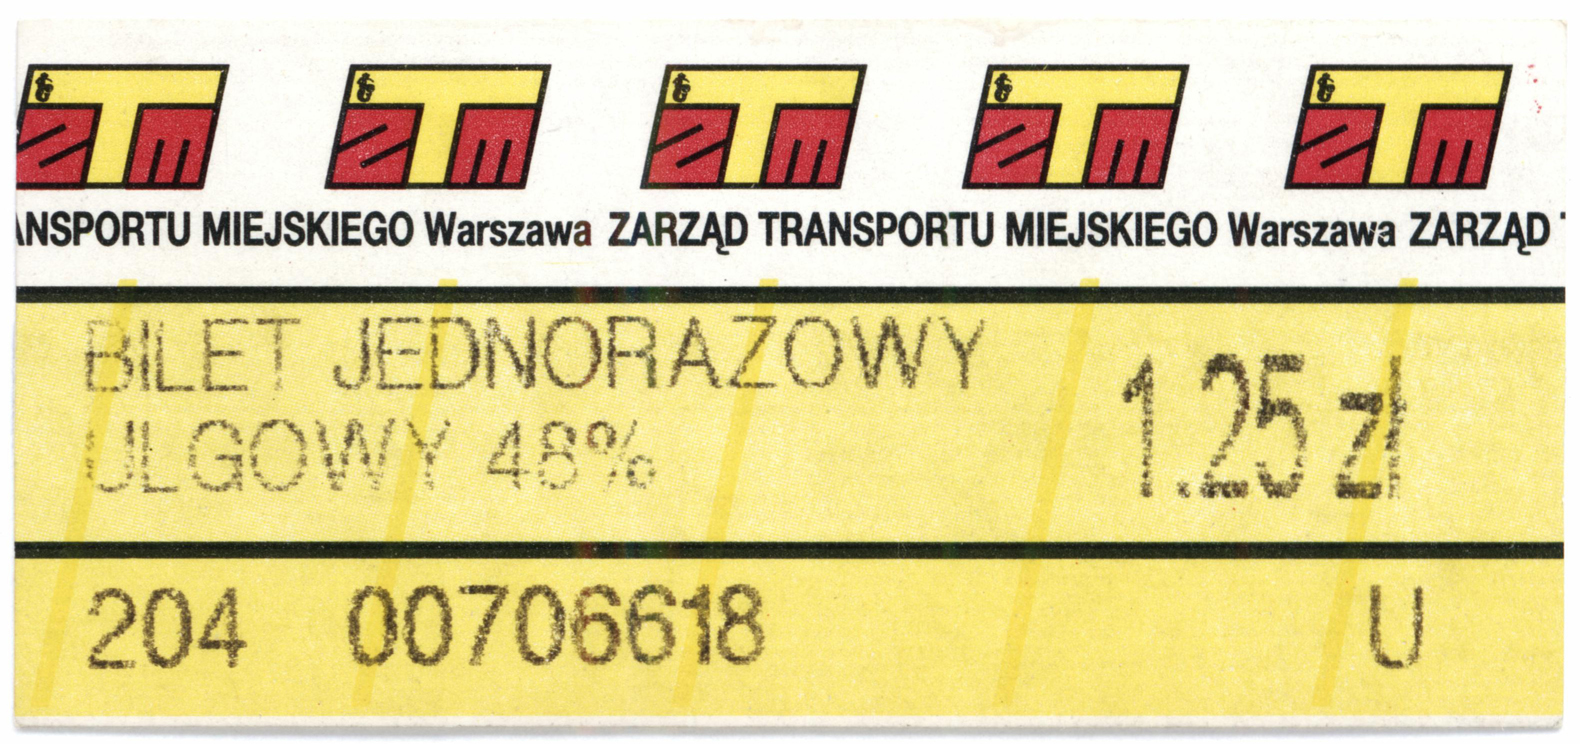 ZTM ZTM ZTM ZTM ZTM
ANSPORTU MIEJSKIEGO Warszawa ZARZĄD TRANSPORTU MIEJSKIEGO Warszawa ZARZĄD
BILET JEDNORAZOWY
ULGOWY 48%
1.25 zł
204 00706618 U